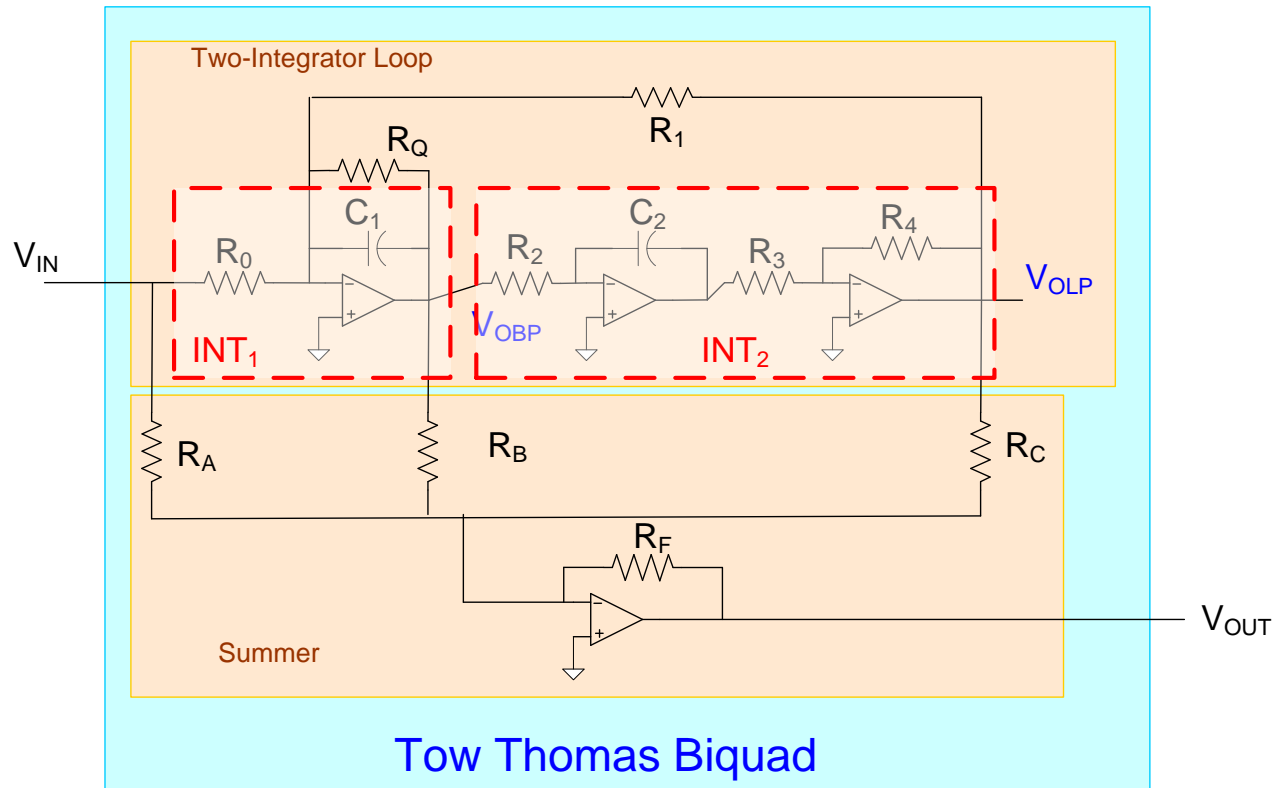 Two-Integrator Loop
R1
RQ
C1
C2
R4
VIN
R0
R2
R3
VOLP
VOBP
INT1
INT2
RA
RB
RC
RF
VOUT
Summer
Tow Thomas Biquad